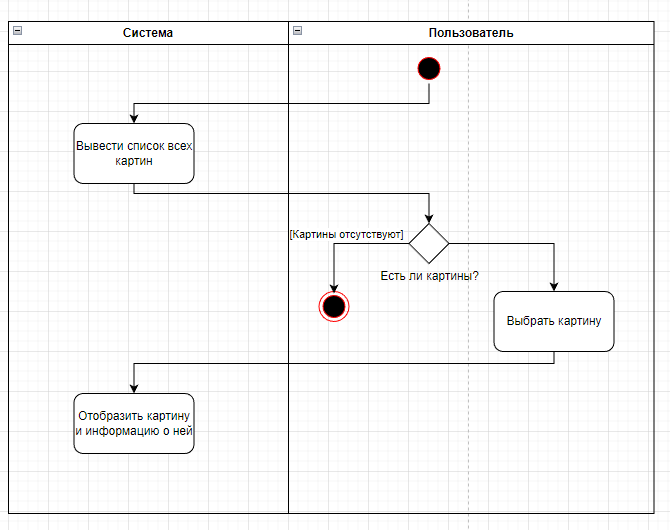 Система
Пользователь
Вывести список всех
картин
[Картины отсутствуют]
Есть ли картины?
Выбрать картину
Отобразить картину
и информацию о ней